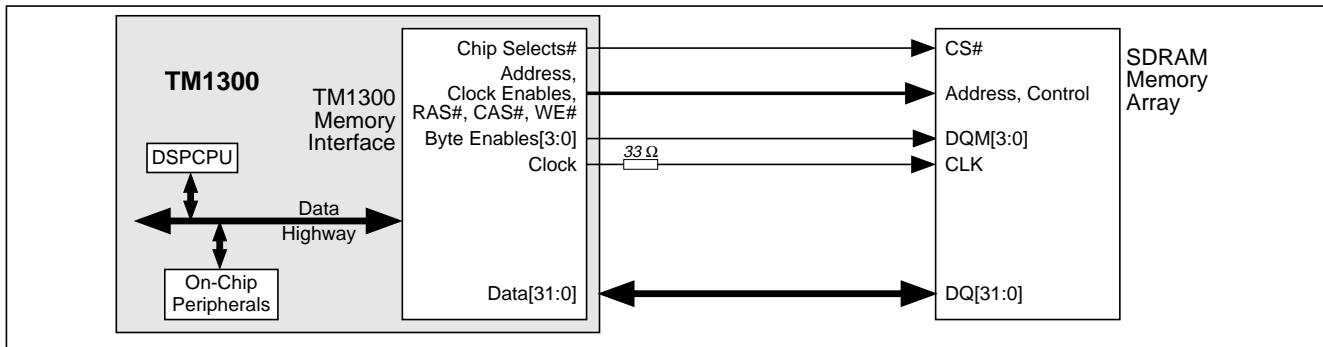 TM1300
DSPCPU
Data
Highway
On-Chip
Peripherals
TM1300
Memory
Interface
Chip Selects#
Address,
Clock Enables,
RAS#, CAS#, WE#
Byte Enables[3:0]
Clock
Data[31:0]
33 Ω
CS#
Address, Control
DQM[3:0]
CLK
DQ[31:0]
SDRAM
Memory
Array